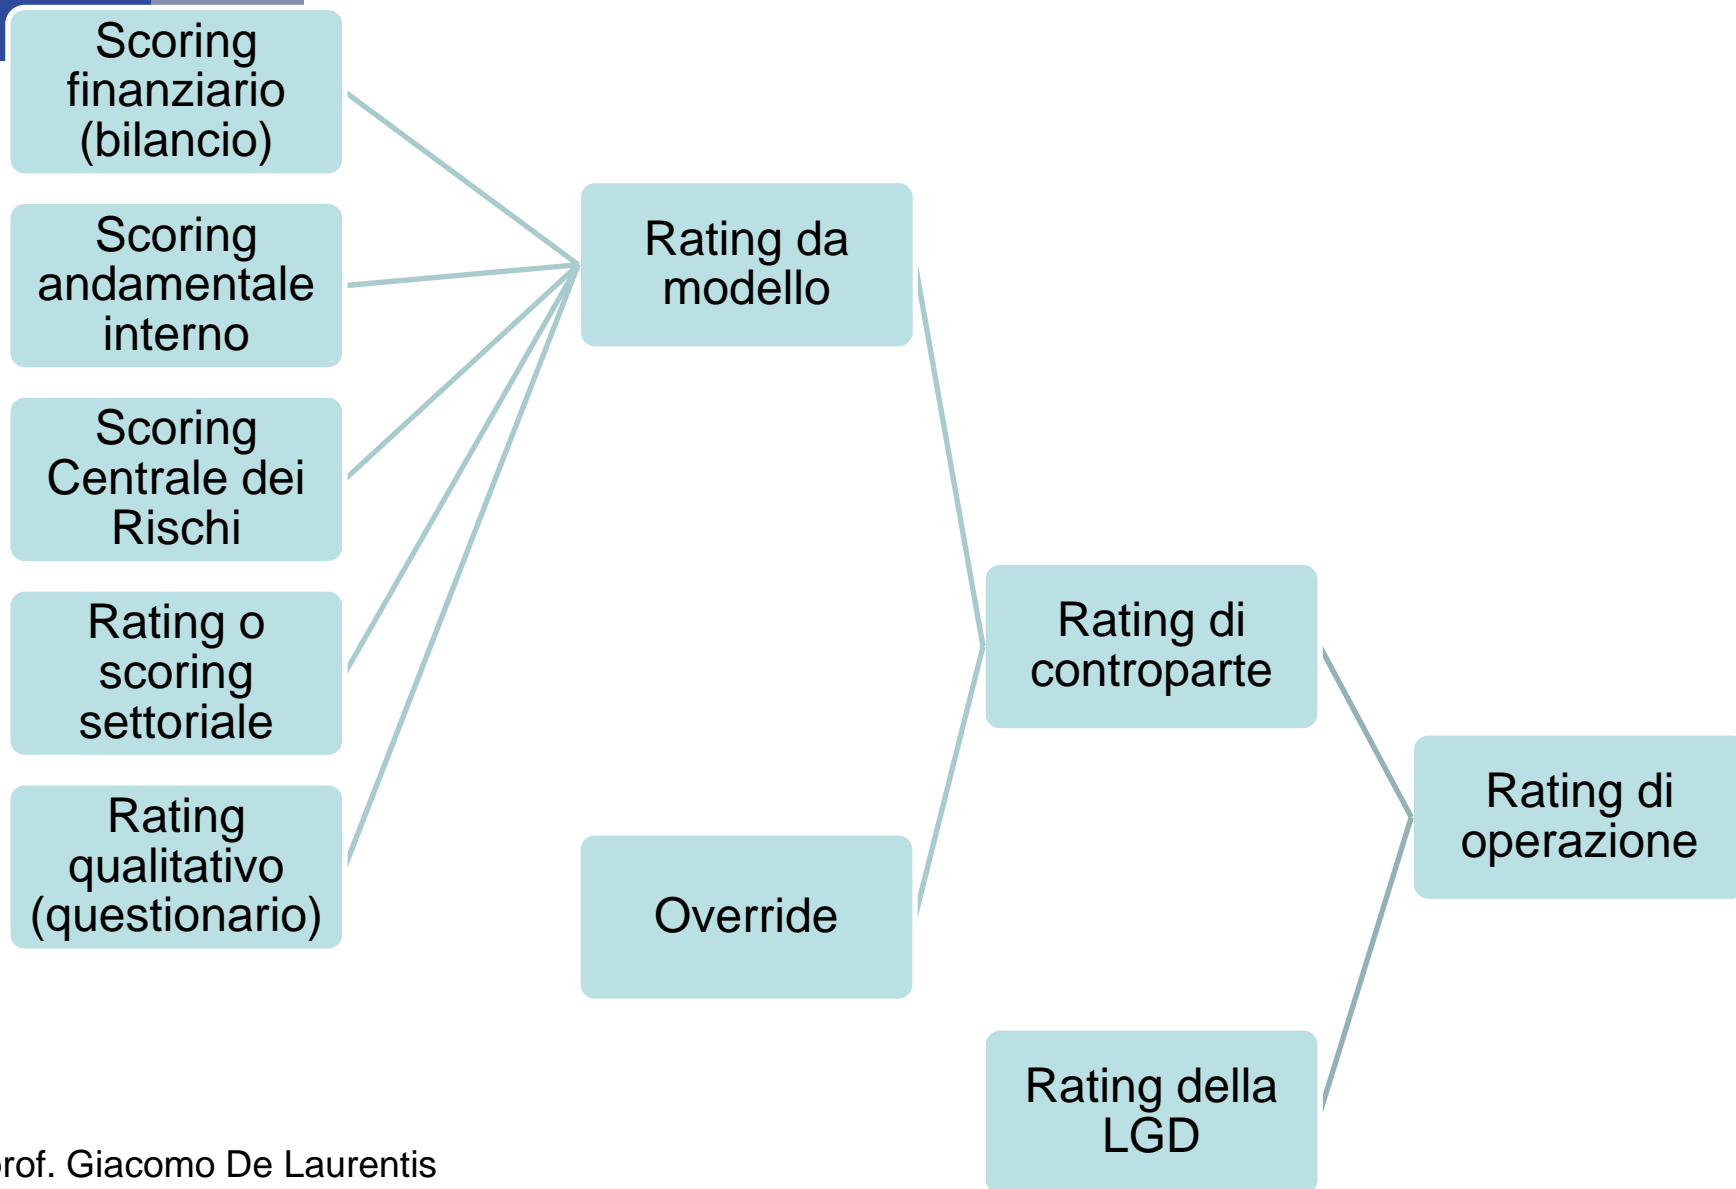 Scoring
finanziario
(bilancio)
Scoring
andamentale
interno
Scoring
Centrale dei
Rischi
Rating o
scoring
settoriale
Rating
qualitativo
(questionario)
Rating da
modello
Override
Rating di
controparte
Rating della
LGD
Rating di
operazione
prof. Giacomo De Laurentis